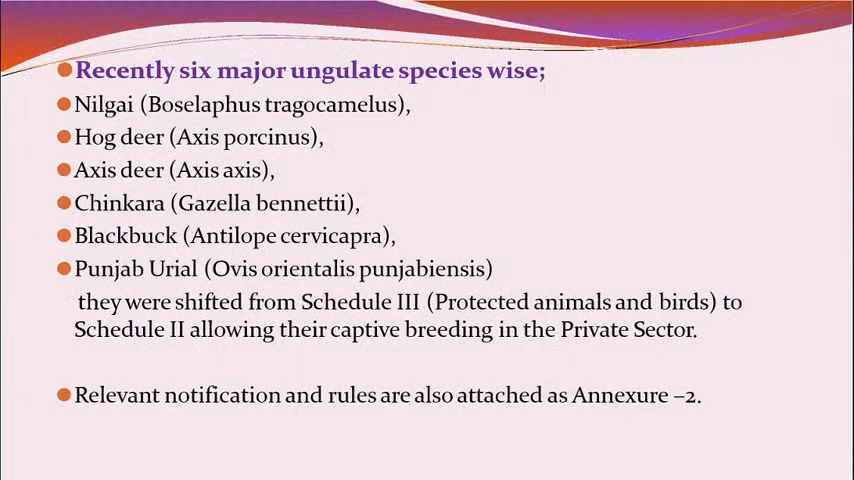 Recently six major ungulate species wise;
Nilgai (Boselaphus tragocamelus),
Hog deer (Axis porcinus),
Axis deer (Axis axis),
Chinkara (Gazella bennettii),
Blackbuck (Antilope cervicapra),
Punjab Urial (Ovis orientalis punjabiensis)
they were shifted from Schedule III (Protected animals and birds) to
Schedule II allowing their captive breeding in the Private Sector.
Relevant notification and rules are also attached as Annexure –2.